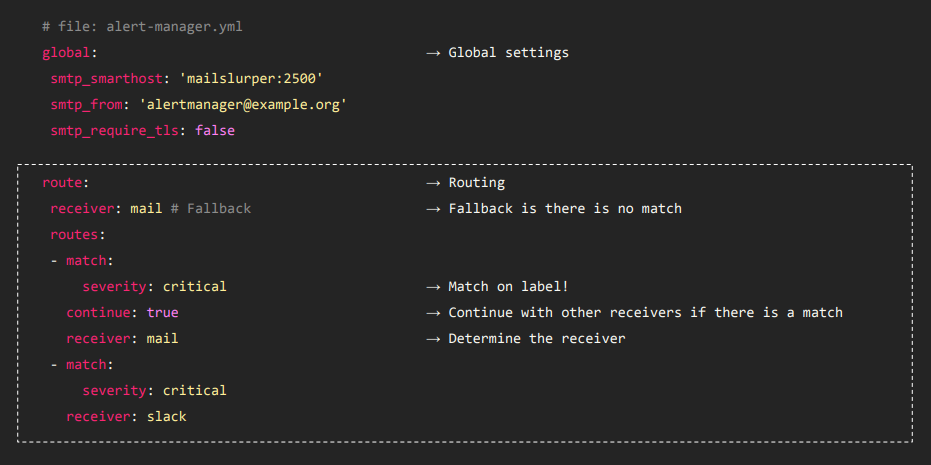 # file: alert-manager.yml
global: → Global settings
smtp_smarthost: 'mailslurper:2500'
smtp_from: 'alertmanager@example.org'
smtp_require_tls: false
route: → Routing
receiver: mail # Fallback → Fallback is there is no match
routes:
- match:
severity: critical → Match on label!
continue: true → Continue with other receivers if there is a match
receiver: mail → Determine the receiver
- match:
severity: critical
receiver: slack